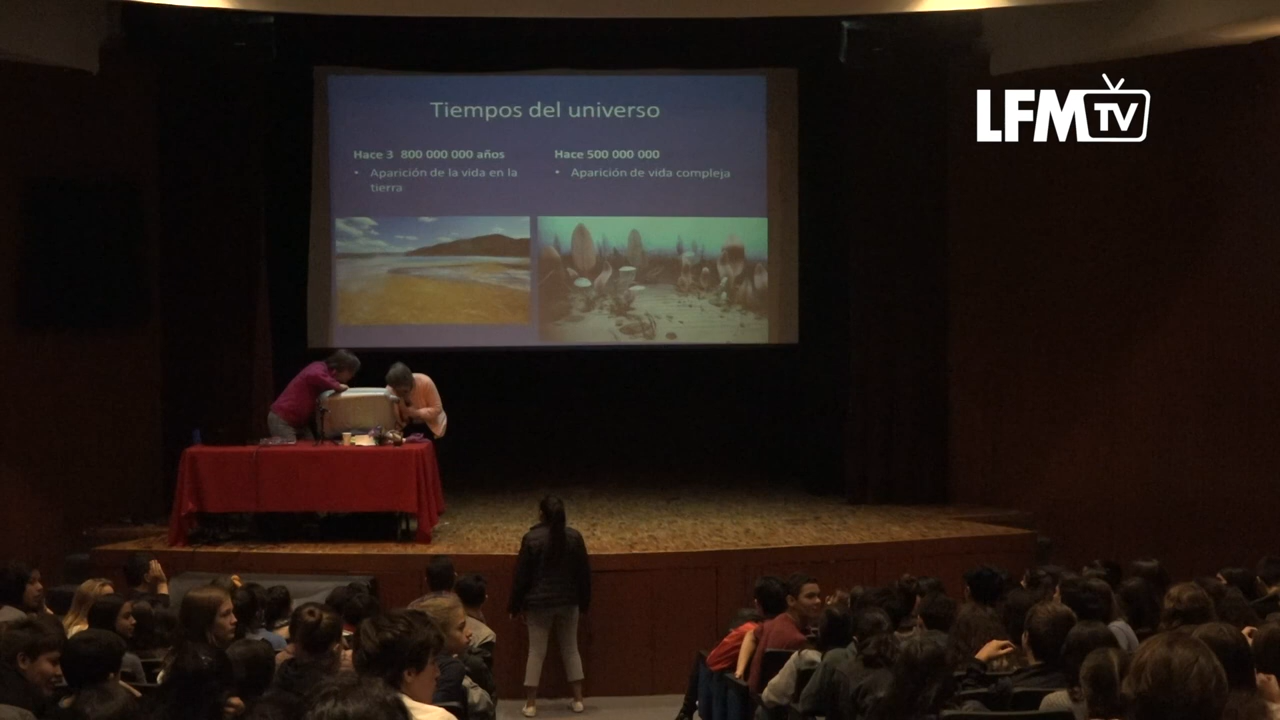 Tiempos del universo
Hace 3 800 000 000 años
• Aparición de la vida en la
tierra
Hace 500 000 000
• Aparición de vida compleja
LFM TV